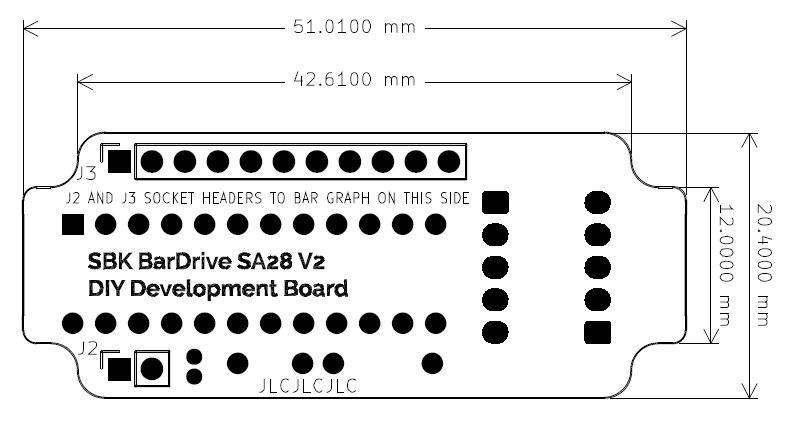 51.0100 mm
42.6100 mm
J3
J2 AND J3 SOCKET HEADERS TO BAR GRAPH ON THIS SIDE
SBK BarDrive SA28 V2
DIY Development Board
12.0000 mm
20.4000 mm
J2
JLCJLCJLC